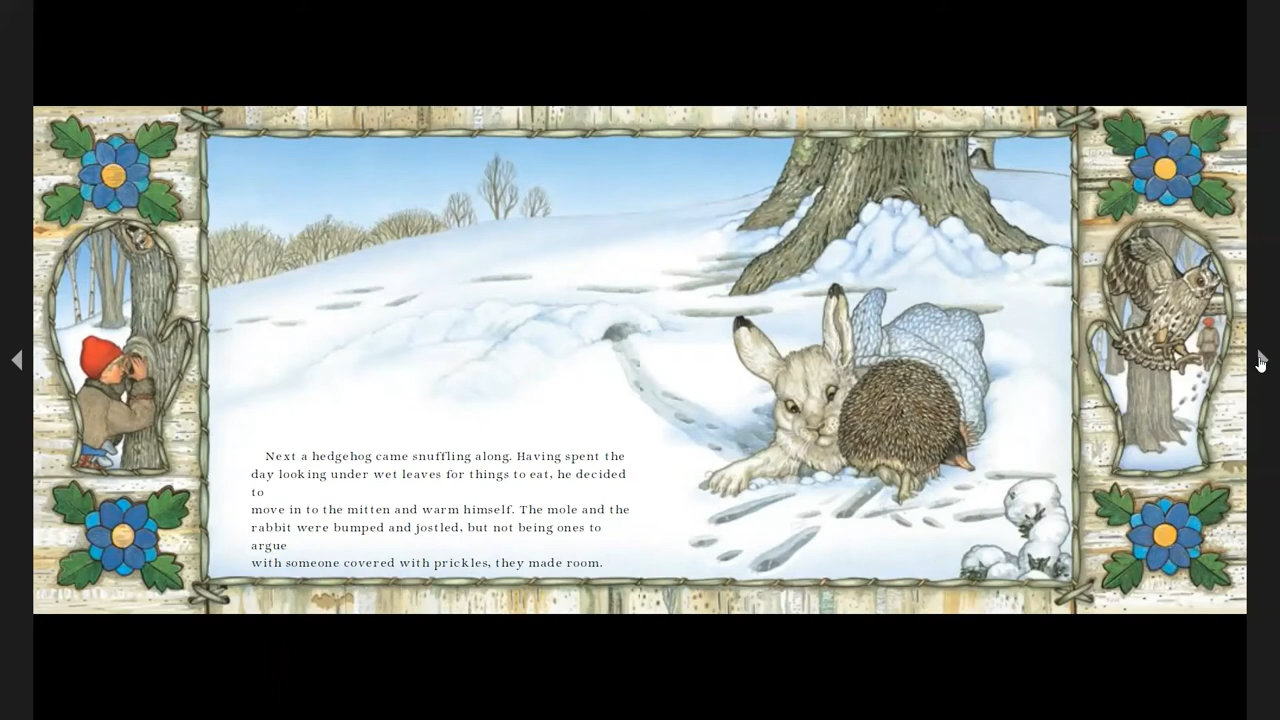 Next a hedgehog came snuffling along. Having spent the
day looking under wet leaves for things to eat, he decided
to
move in to the mitten and warm himself. The mole and the
rabbit were bumped and jostled, but not being ones to
argue
with someone covered with prickles, they made room.